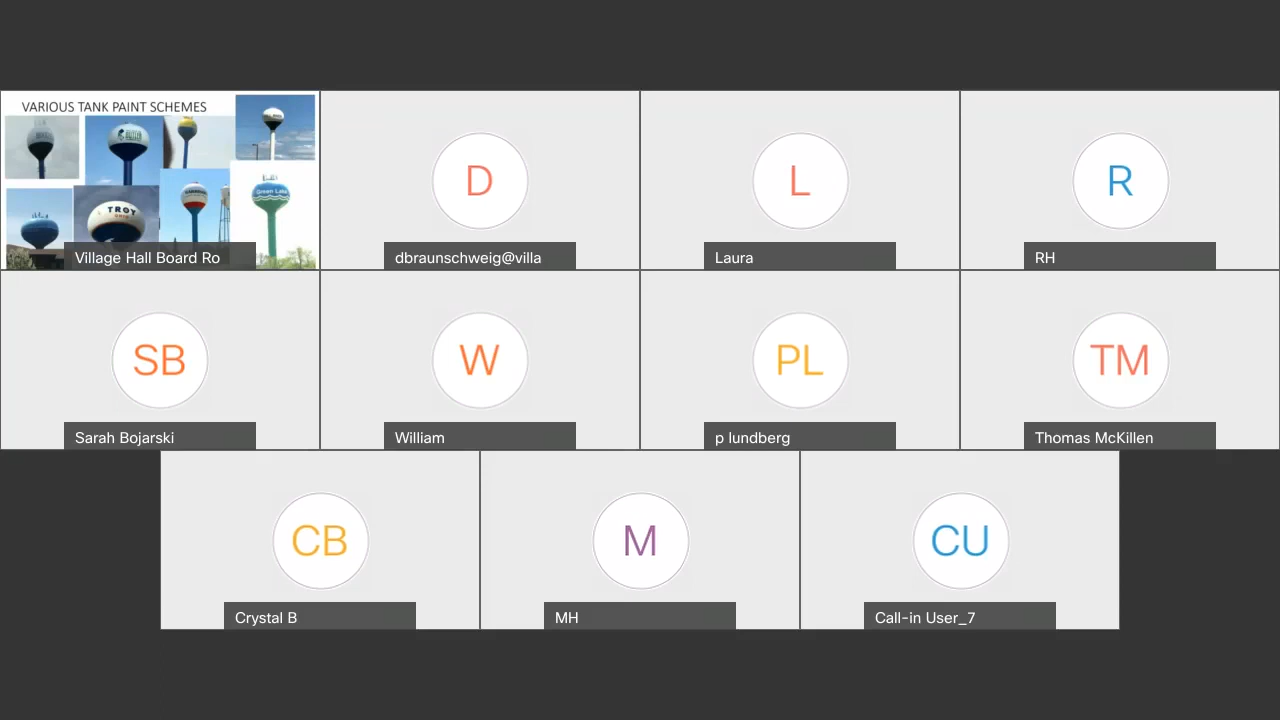 VARIOUS TANK PAINT SCHEMES
Green Lake
TROY
OHIO
Village Hall Board Ro
D
dbraunschweig@villa
L
Laura
R
RH
SB
Sarah Bojarski
W
William
PL
p lundberg
TM
Thomas McKillen
CB
Crystal B
M
MH
CU
Call-in User_7